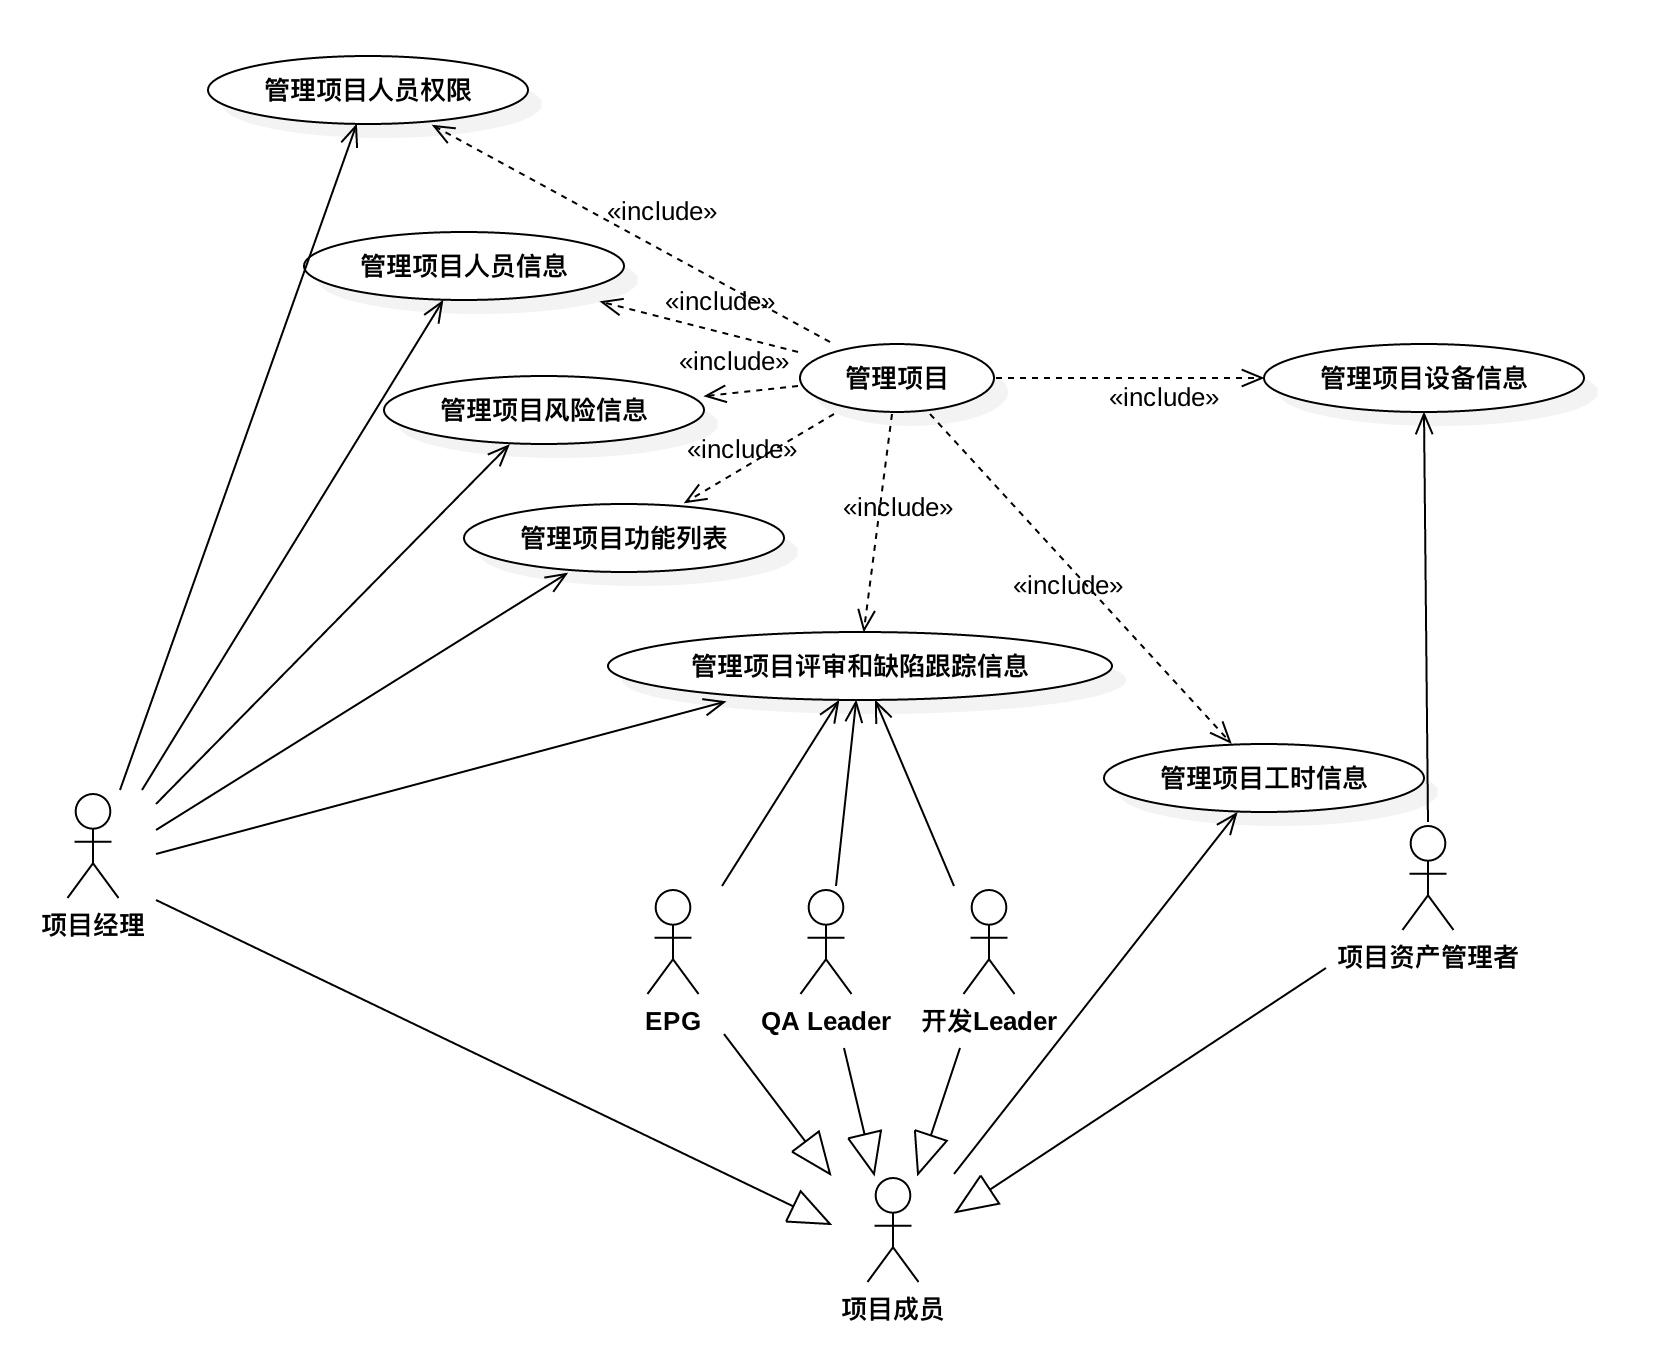 管理项目人员权限
«include»
管理项目人员信息
«include»
«include»
管理项目
管理项目设备信息
«include»
管理项目风险信息
«include»
«include»
管理项目功能列表
«include»
管理项目评审和缺陷跟踪信息
管理项目工时信息
项目经理
项目资产管理者
EPG
QA Leader
开发Leader
项目成员